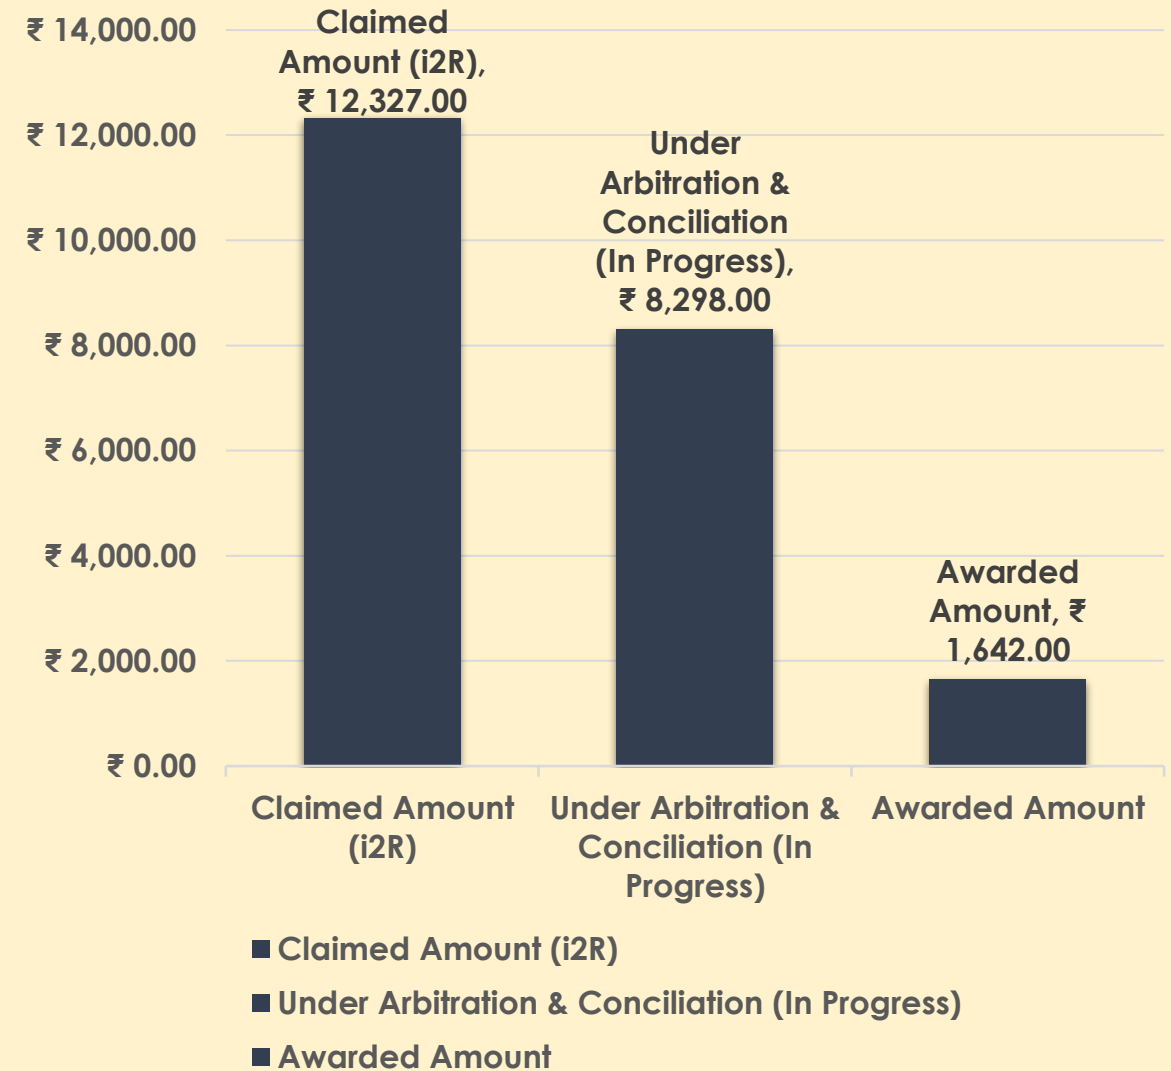 ₹ 14,000.00
₹ 12,000.00
₹ 10,000.00
₹ 8,000.00
₹ 6,000.00
₹ 4,000.00
₹ 2,000.00
₹ 0.00
Claimed
Amount (i2R),
₹ 12,327.00
Under
Arbitration &
Conciliation
(In Progress),
₹ 8,298.00
Awarded
Amount, ₹
1,642.00
Claimed Amount
(i2R)
Under Arbitration &
Conciliation (In
Progress)
Awarded Amount
Claimed Amount (i2R)
Under Arbitration & Conciliation (In Progress)
Awarded Amount